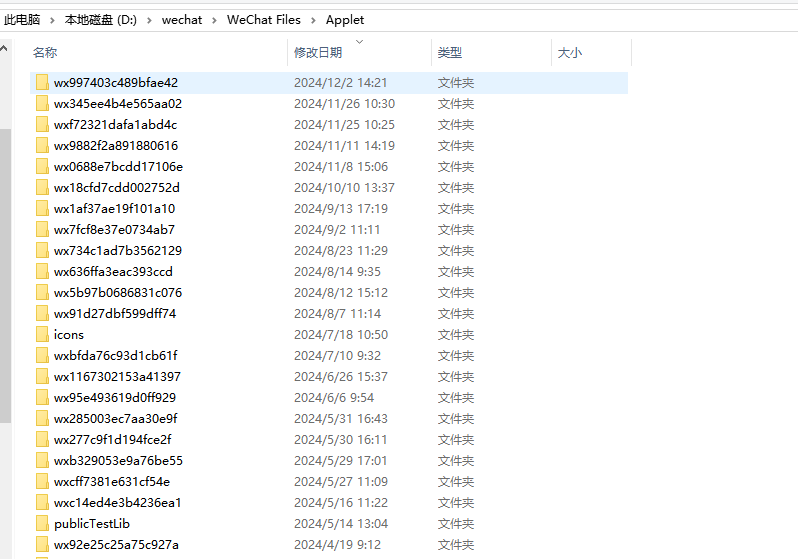 此电脑 > 本地磁盘 (D:) > wechat > WeChat Files > Applet
名称 修改日期 类型 大小
wx997403c489bfae42 2024/12/2 14:21 文件夹
wx345ee4b4e565aa02 2024/11/26 10:30 文件夹
wxf72321dafa1abd4c 2024/11/25 10:25 文件夹
wx9882f2a891880616 2024/11/11 14:19 文件夹
wx0688e7bcdd17106e 2024/11/8 15:06 文件夹
wx18cfd7cdd002752d 2024/10/10 13:37 文件夹
wx1af37ae19f101a10 2024/9/13 17:19 文件夹
wx7fcf8e37e0734ab7 2024/9/2 11:11 文件夹
wx734c1ad7b3562129 2024/8/23 11:29 文件夹
wx636ffa3eac393ccd 2024/8/14 9:35 文件夹
wx5b97b0686831c076 2024/8/12 15:12 文件夹
wx91d27dbf599dff74 2024/8/7 11:14 文件夹
icons 2024/7/18 10:50 文件夹
wxbfda76c93d1cb61f 2024/7/10 9:32 文件夹
wx1167302153a41397 2024/6/26 15:37 文件夹
wx95e493619d0ff929 2024/6/6 9:54 文件夹
wx285003ec7aa30e9f 2024/5/31 16:43 文件夹
wx277c9f1d194fce2f 2024/5/30 16:11 文件夹
wxb329053e9a76be55 2024/5/29 17:01 文件夹
wxcff7381e631cf54e 2024/5/27 11:09 文件夹
wxc14ed4e3b4236ea1 2024/5/16 11:22 文件夹
publicTestLib 2024/5/14 13:04 文件夹
wx92e25c25a75c927a 2024/4/19 9:12 文件夹